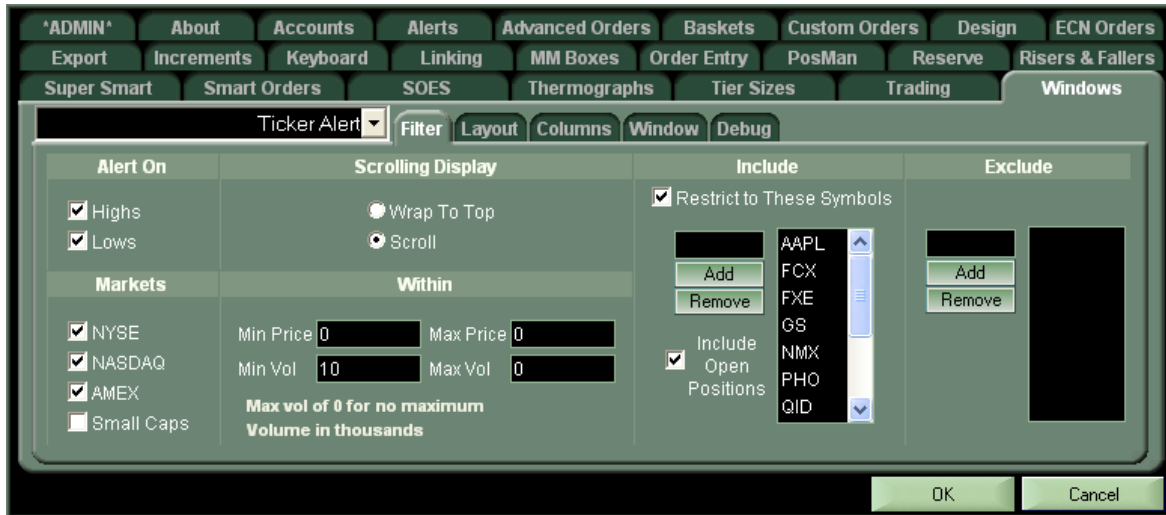 *ADMIN* About Accounts Alerts Advanced Orders Baskets Custom Orders Design ECN Orders
Export Increments Keyboard Linking MM Boxes Order Entry PosMan Reserve Risers & Fallers
Super Smart Smart Orders SOES Thermographs Tier Sizes Trading Windows
Ticker Alert Filter Layout Columns Window Debug
Alert On Scrolling Display Include Exclude
Restrict to These Symbols
Highs Wrap To Top
Lows Scroll
AAPL
Add FCX Add
Markets Within
Remove FXE Remove
GS
NYSE Min Price 0 Max Price 0
Include
NMX
NASDAQ Min Vol 10 Max Vol 0
Open
PHO
AMEX
Positions
Max vol of 0 for no maximum
QID
Small Caps
Volume in thousands
OK Cancel